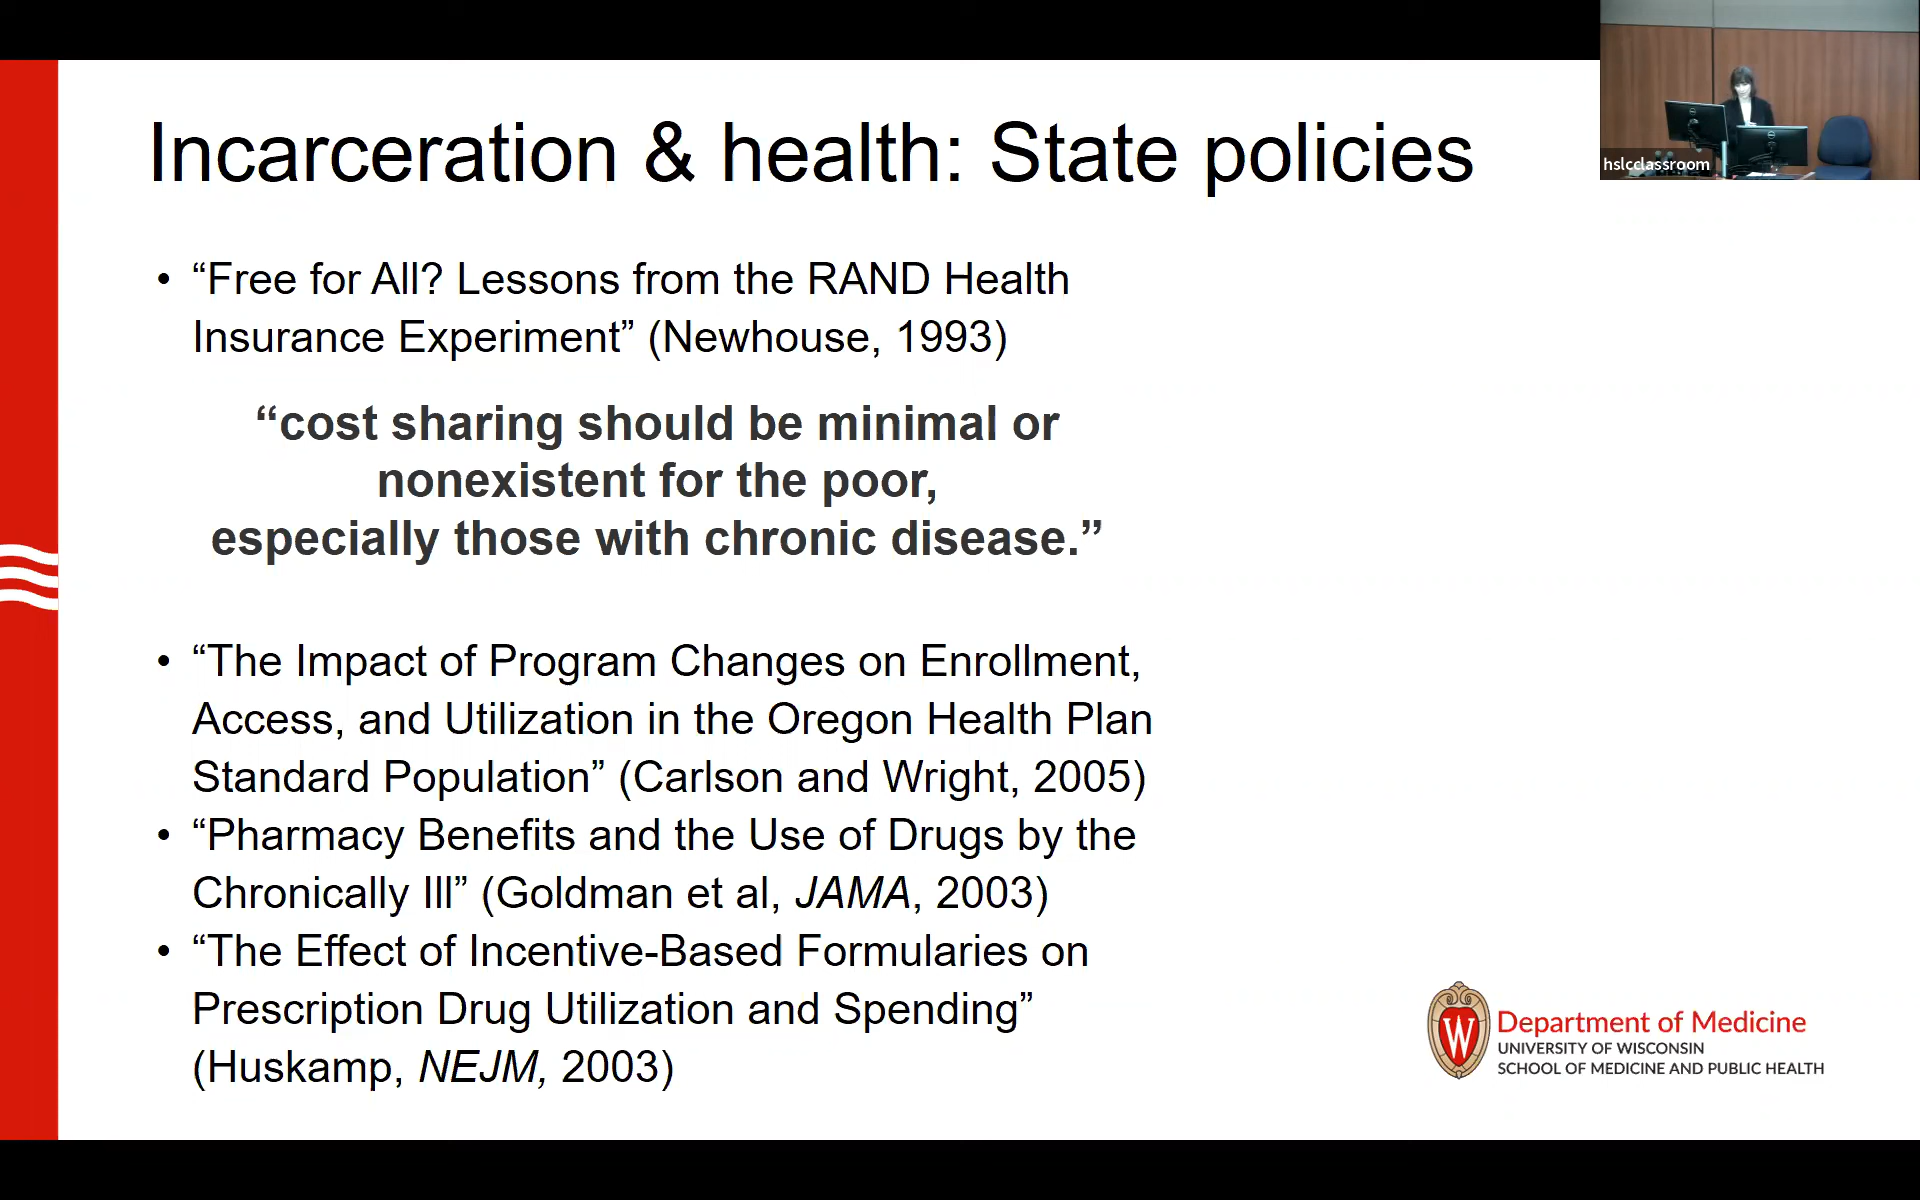 Incarceration & health: State policies
hslcclassroom
• “Free for All? Lessons from the RAND Health
Insurance Experiment” (Newhouse, 1993)
“cost sharing should be minimal or
nonexistent for the poor,
especially those with chronic disease.”
• “The Impact of Program Changes on Enrollment,
Access, and Utilization in the Oregon Health Plan
Standard Population” (Carlson and Wright, 2005)
• “Pharmacy Benefits and the Use of Drugs by the
Chronically Ill” (Goldman et al, JAMA, 2003)
• “The Effect of Incentive-Based Formularies on
Prescription Drug Utilization and Spending”
(Huskamp, NEJM, 2003)
W
Department of Medicine
UNIVERSITY OF WISCONSIN
SCHOOL OF MEDICINE AND PUBLIC HEALTH